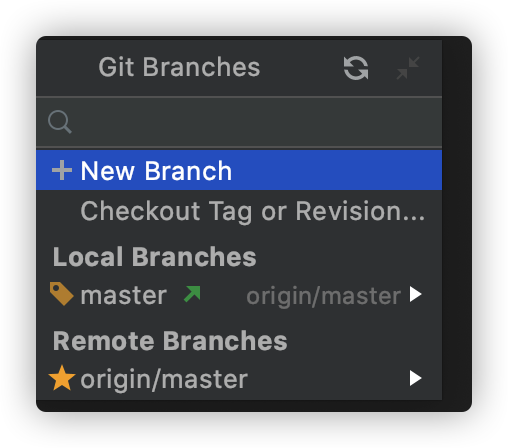 Git Branches
New Branch
Checkout Tag or Revision...
Local Branches
master origin/master
Remote Branches
origin/master